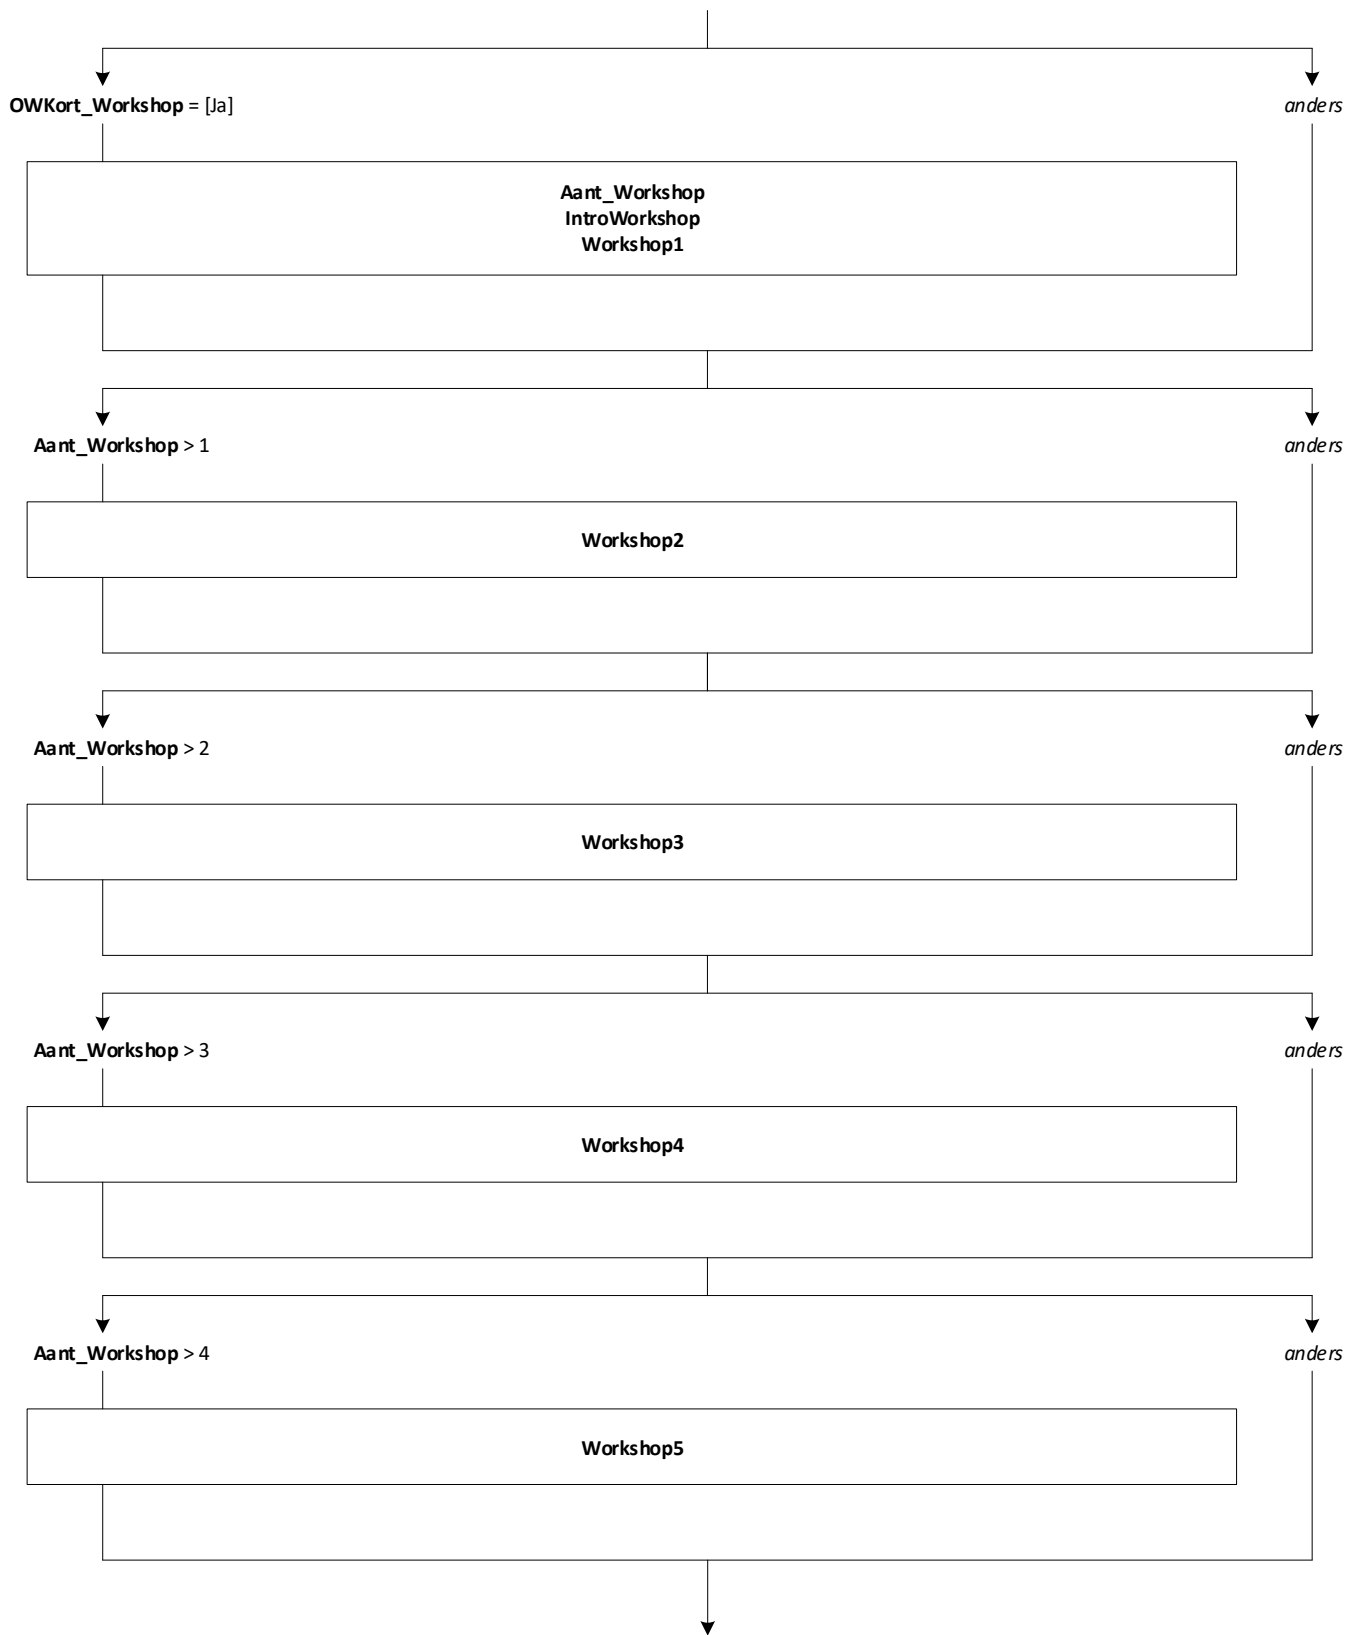 OWKort_Workshop = [Ja]
anders
Aant_Workshop
IntroWorkshop
Workshop1
Aant_Workshop > 1
anders
Workshop2
Aant_Workshop > 2
anders
Workshop3
Aant_Workshop > 3
anders
Workshop4
Aant_Workshop > 4
anders
Workshop5